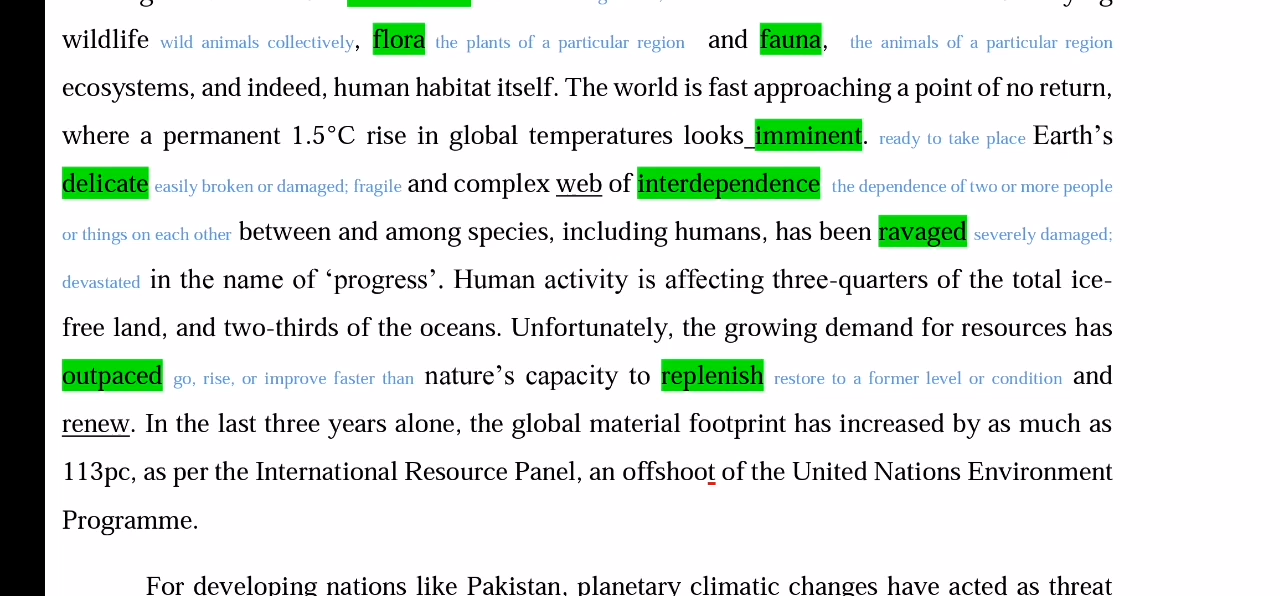 wildlife wild animals collectively, flora the plants of a particular region and fauna, the animals of a particular region
ecosystems, and indeed, human habitat itself. The world is fast approaching a point of no return,
where a permanent 1.5°C rise in global temperatures looks imminent. ready to take place Earth’s
delicate easily broken or damaged; fragile and complex web of interdependence the dependence of two or more people
or things on each other between and among species, including humans, has been ravaged severely damaged;
devastated in the name of ‘progress’. Human activity is affecting three-quarters of the total ice-
free land, and two-thirds of the oceans. Unfortunately, the growing demand for resources has
outpaced go, rise, or improve faster than nature’s capacity to replenish restore to a former level or condition and
renew. In the last three years alone, the global material footprint has increased by as much as
113pc, as per the International Resource Panel, an offshoot of the United Nations Environment
Programme.
For developing nations like Pakistan, planetary climatic changes have acted as threat